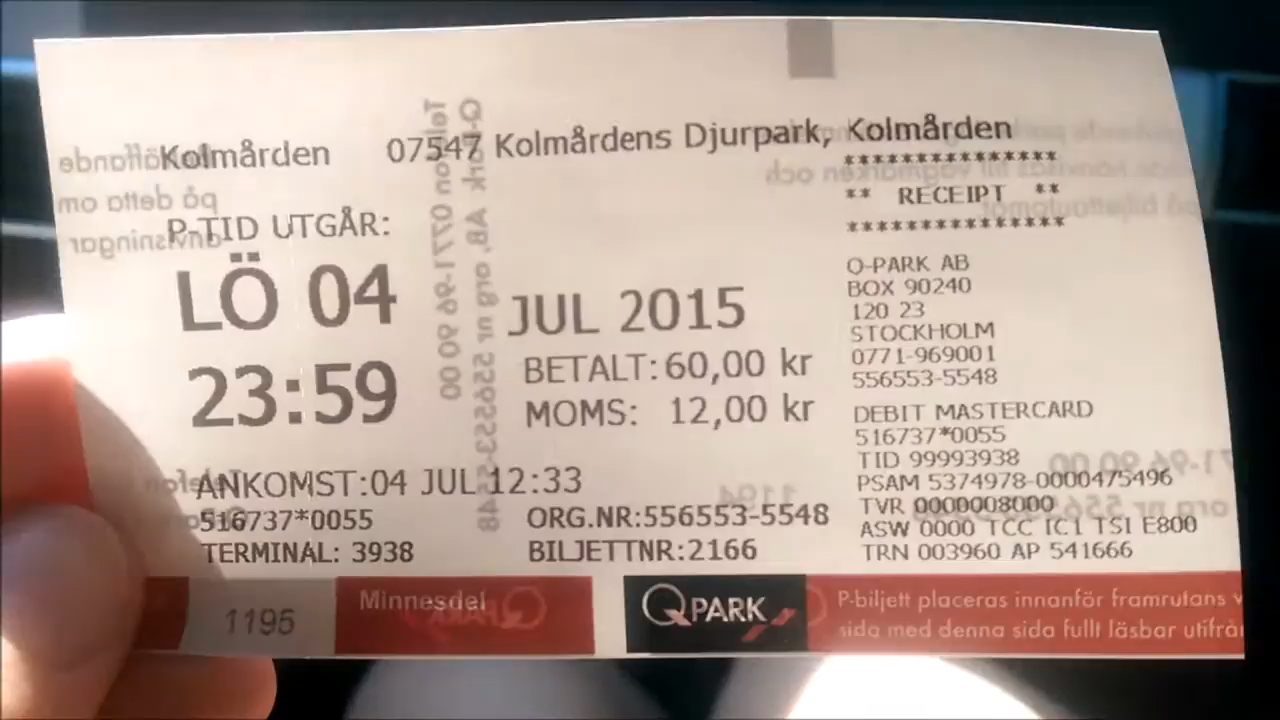 Kolmården 07547 Kolmårdens Djurpark, Kolmården
P-TID UTGÅR:
LÖ 04 JUL 2015
23:59
BETALT: 60,00 kr
MOMS: 12,00 kr
ANKOMST:04 JUL 12:33
516737*0055 ORG.NR:556553-5548
TERMINAL: 3938 BILJETTNR:2166
***************
** RECEIPT **
***************
Q-PARK AB
BOX 90240
120 23
STOCKHOLM
0771-969001
556553-5548
DEBIT MASTERCARD
516737*0055
TID 99993938
PSAM 5374978-0000475496
TVR 0000008000
ASW 0000 TCC IC1 TSI E800
TRN 003960 AP 541666
1195
Minnesdel
Q PARK
P-biljett placeras innanför framrutans
sida med denna sida fullt läsbar